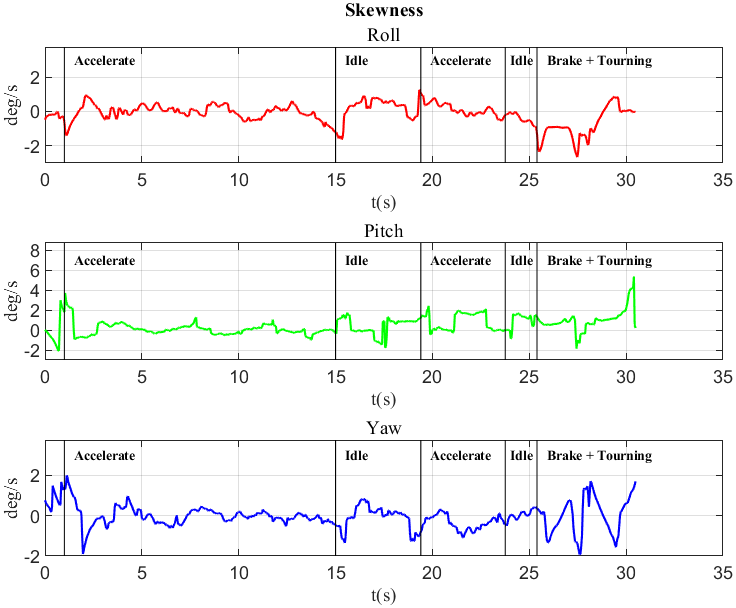 Skewness
Roll
Accelerate Idle Accelerate Idle Brake + Tourning
deg/s
2
0
-2
0 5 10 15 20 25 30 35
t(s)
Pitch
Accelerate Idle Accelerate Idle Brake + Tourning
deg/s
8
6
4
2
0
-2
0 5 10 15 20 25 30 35
t(s)
Yaw
Accelerate Idle Accelerate Idle Brake + Tourning
deg/s
2
0
-2
0 5 10 15 20 25 30 35
t(s)